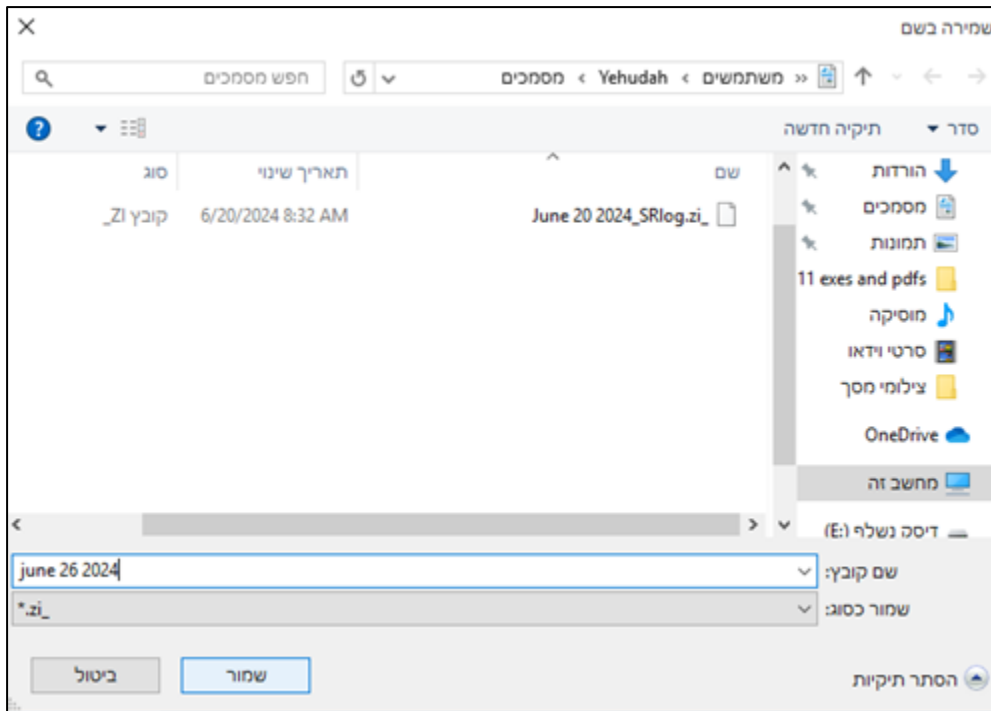 שמירה בשם
« משתמשים › Yehudah › מסמכים
חפש מסמכים
סדר תיקיה חדשה
שם תאריך שינוי סוג
June 20 2024_SRlog.zi_ 6/20/2024 8:32 AM קובץ ZI_
הורדות
מסמכים
תמונות
11 exes and pdfs
מוסיקה
סרטי וידאו
צילומי מסך
OneDrive
מחשב זה
דיסק נשלף (E:)
שם קובץ: june 26 2024
שמור כסוג: *.zi_
הסתר תיקיות
שמור ביטול